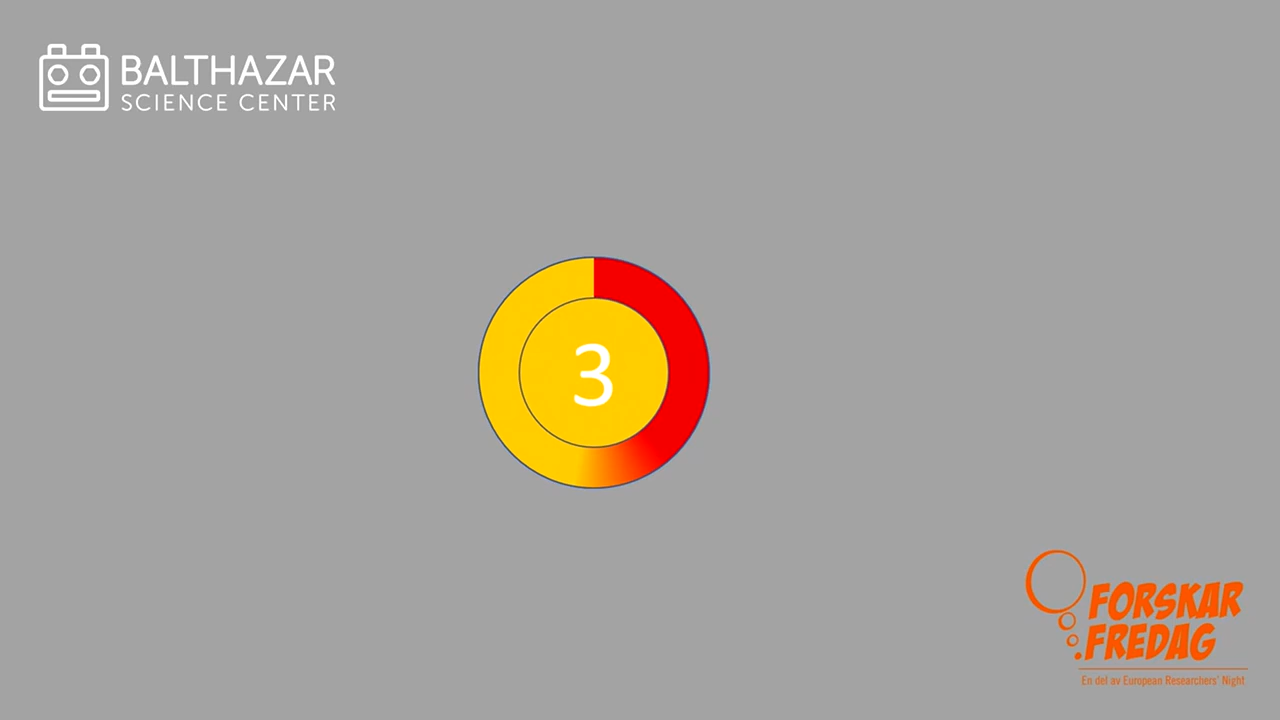 BALTHAZAR
SCIENCE CENTER
3
FORSKAR
FREDAG
En del av European Researchers' Night